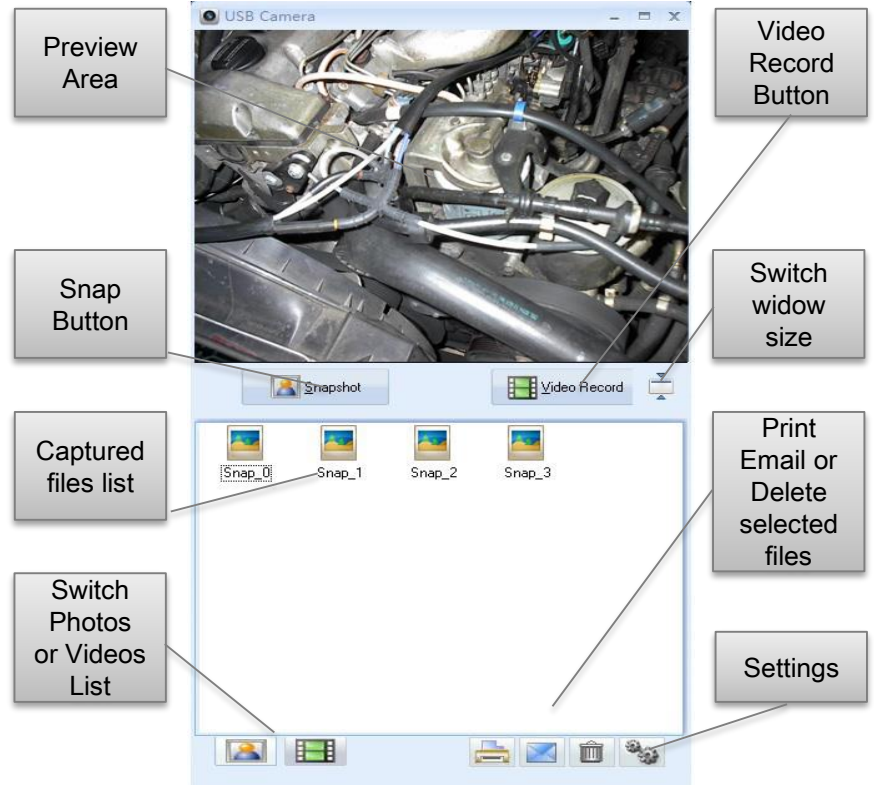 USB Camera
Preview
Area
Video
Record
Button
Snap
Button
Switch
widow
size
Snapshot
Video Record
Captured
files list
Snap_0
Snap_1
Snap_2
Snap_3
Print
Email or
Delete
selected
files
Switch
Photos
or Videos
List
Settings